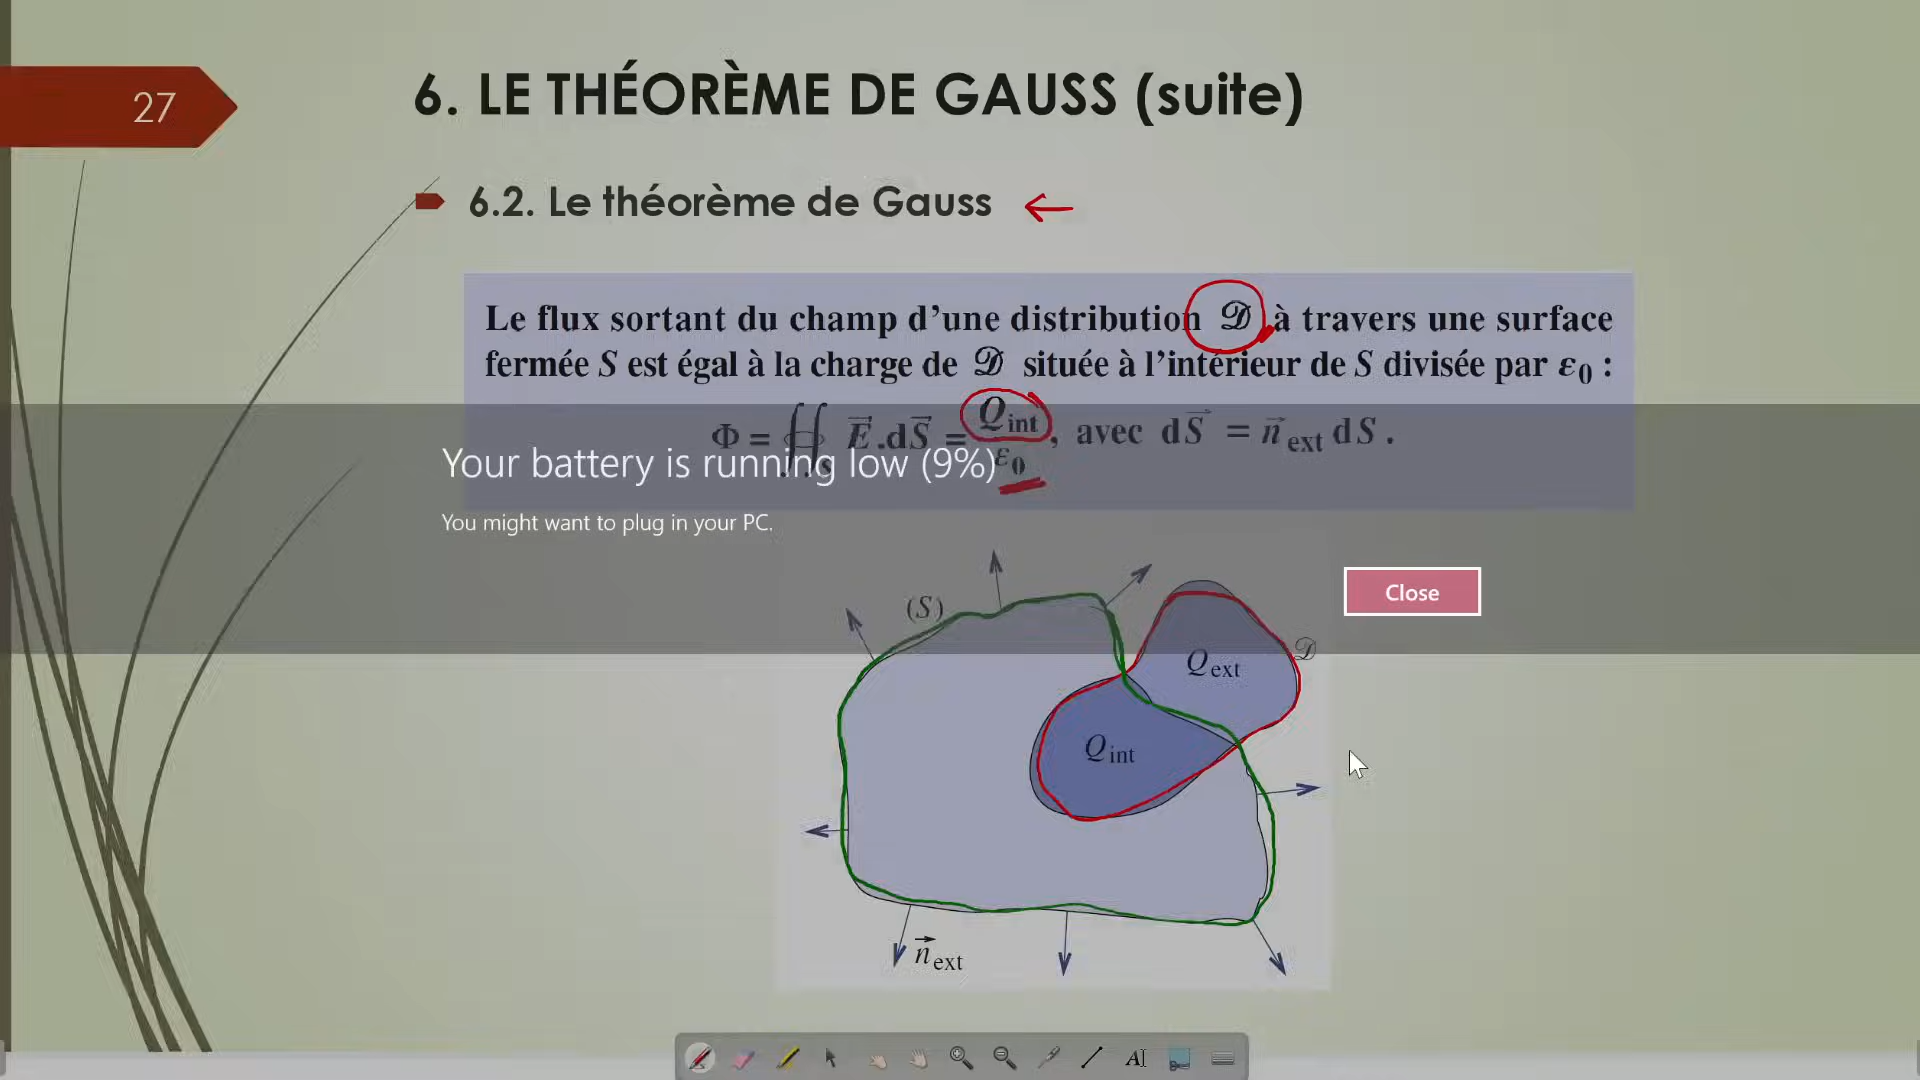 27
6. LE THÉORÈME DE GAUSS (suite)
6.2. Le théorème de Gauss ←
Le flux sortant du champ d’une distribution 𝒟 à travers une surface
fermée S est égal à la charge de 𝒟 située à l’intérieur de S divisée par ε₀ :
Φ = ∯S E⃗.dS⃗ = Qint/ε₀, avec dS⃗ = n⃗ext dS.
Your battery is running low (9%)
You might want to plug in your PC.
Close
(S)
𝒟
Qext
Qint
n⃗ext
A